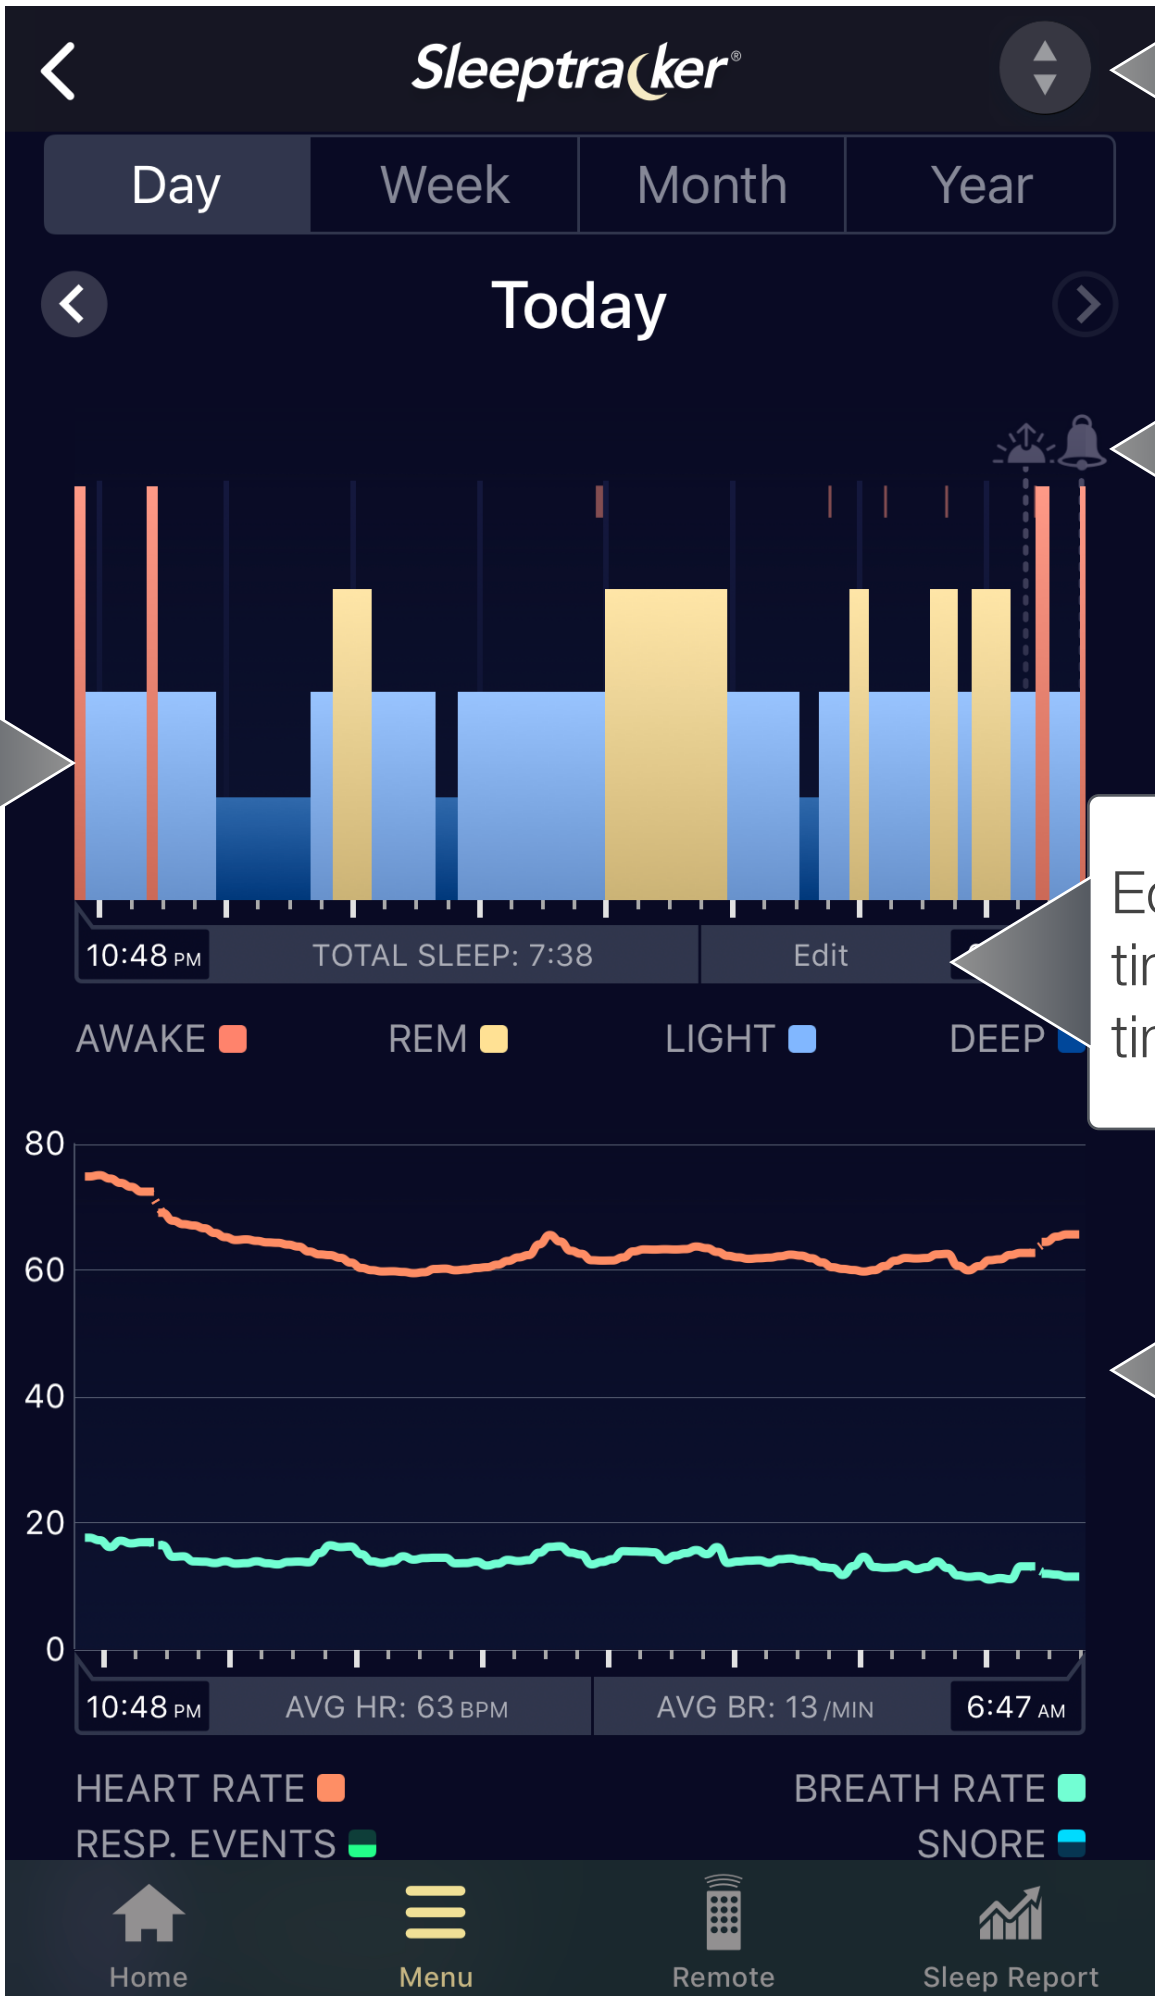 Sleeptracker®
Day Week Month Year
Today
10:48 PM TOTAL SLEEP: 7:38 Edit
AWAKE REM LIGHT DEEP
80
60
40
20
0
10:48 PM AVG HR: 63 BPM AVG BR: 13 /MIN 6:47 AM
HEART RATE BREATH RATE
RESP. EVENTS SNORE
Home Menu Remote Sleep Report